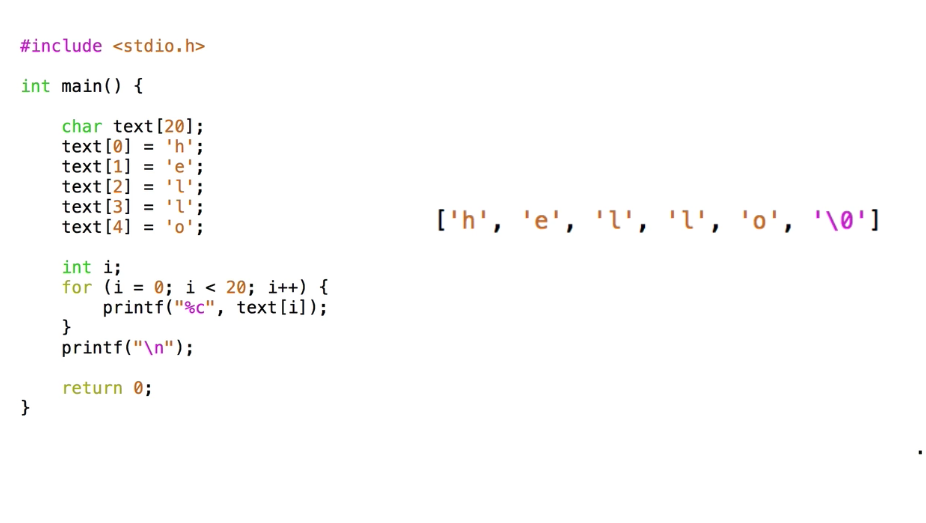 #include <stdio.h>
int main() {
char text[20];
text[0] = 'h';
text[1] = 'e';
text[2] = 'l';
text[3] = 'l';
text[4] = 'o';
['h', 'e', 'l', 'l', 'o', '\0']
int i;
for (i = 0; i < 20; i++) {
printf("%c", text[i]);
}
printf("\n");
return 0;
}
.